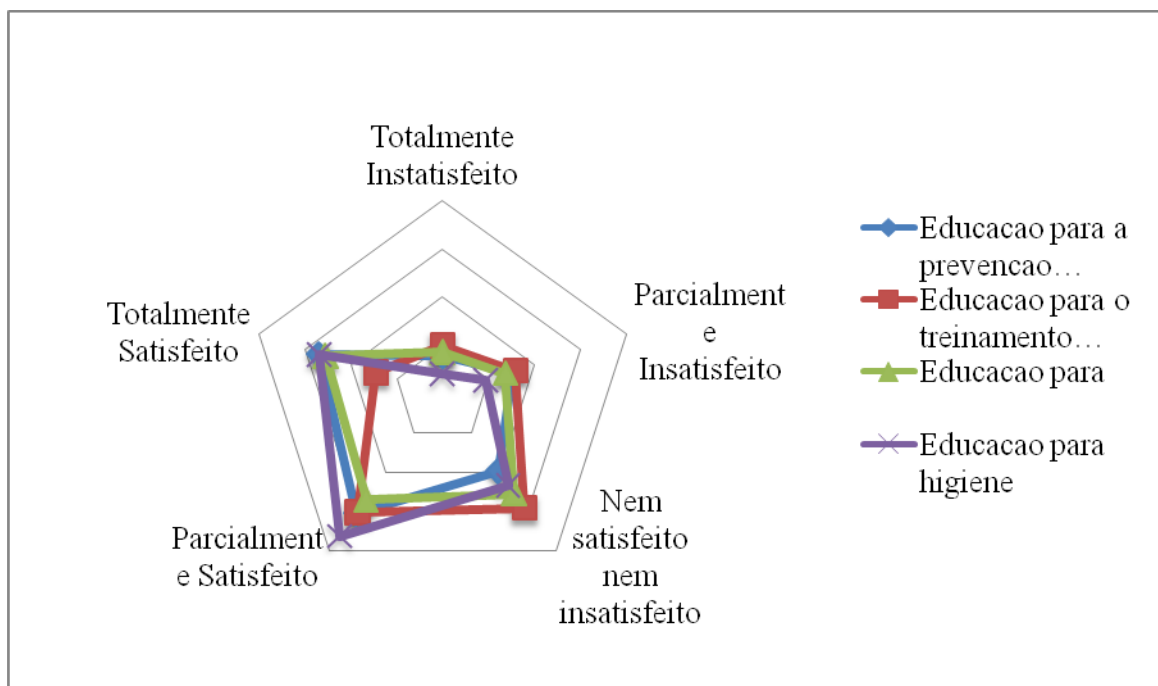 Totalmente
Instatisfeito
Parcialment
e
Insatisfeito
Nem
satisfeito
nem
insatisfeito
Parcialment
e Satisfeito
Totalmente
Satisfeito
Educacao para a
prevencao…
Educacao para o
treinamento…
Educacao para
Educacao para
higiene